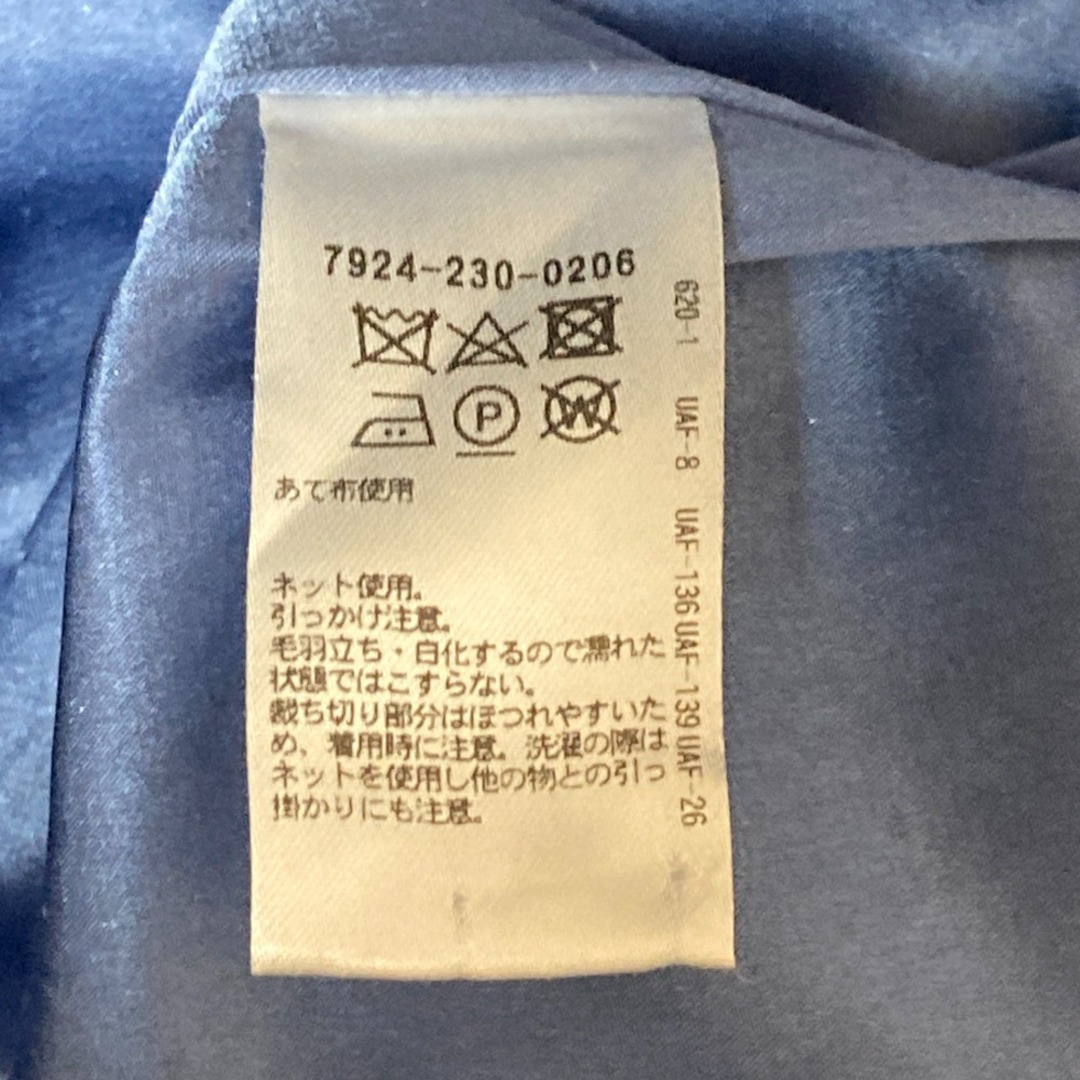 7924-230-0206
P
W
あて布使用
ネット使用。
引っかけ注意。
毛羽立ち・白化するので濡れた
状態ではこすらない。
裁ち切り部分はほつれやすいた
め、着用時に注意。洗濯の際は
ネットを使用し他の物との引っ
掛かりにも注意。
620-1 UAF-8 UAF-136 UAF-139 UAF-26